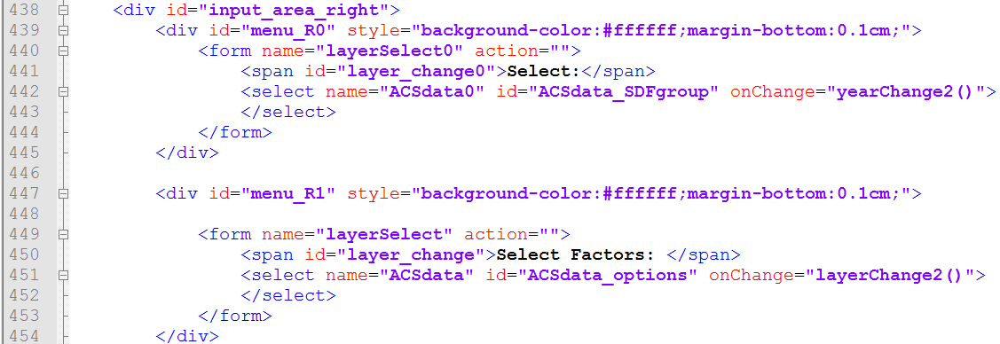 438 <div id="input_area_right">
439 <div id="menu_R0" style="background-color:#ffffff;margin-bottom:0.1cm;">
440 <form name="layerSelect0" action="">
441 <span id="layer_change0">Select:</span>
442 <select name="ACSdata0" id="ACSdata_SDFgroup" onChange="yearChange2()">
443 </select>
444 </form>
445 </div>
446
447 <div id="menu_R1" style="background-color:#ffffff;margin-bottom:0.1cm;">
448
449 <form name="layerSelect" action="">
450 <span id="layer_change">Select Factors: </span>
451 <select name="ACSdata" id="ACSdata_options" onChange="layerChange2()">
452 </select>
453 </form>
454 </div>